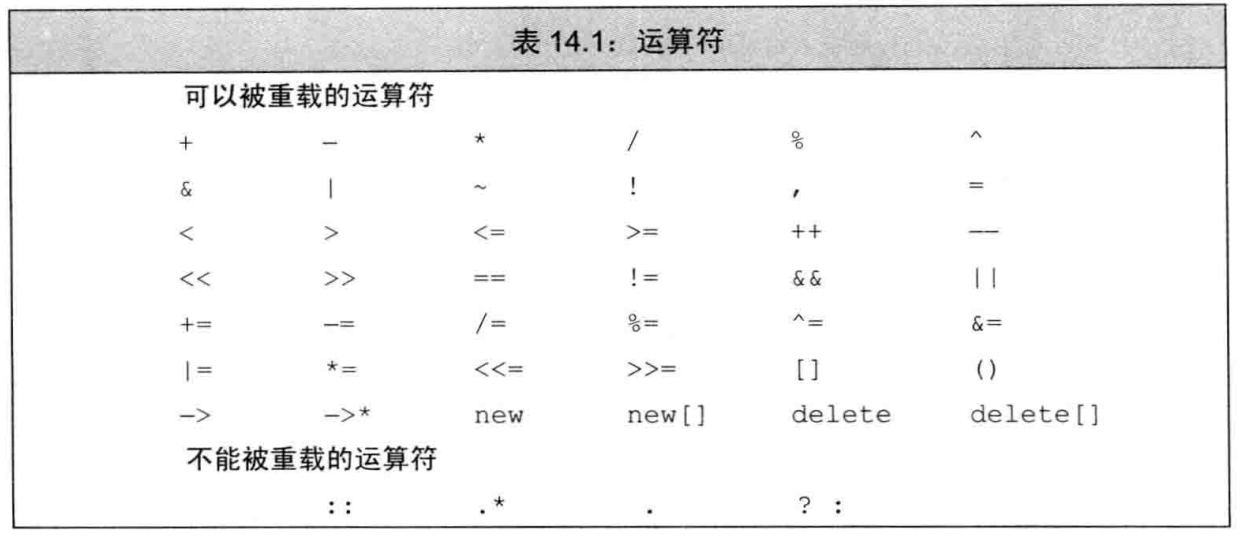 表 14.1：运算符
可以被重载的运算符
+ − * / % ^
& | ~ ! , =
< > <= >= ++ −−
<< >> == != && ||
+= −= /= %= ^= &=
|= *= <<= >>= [] ()
−> −>* new new[] delete delete[]
不能被重载的运算符
:: .* . ? :